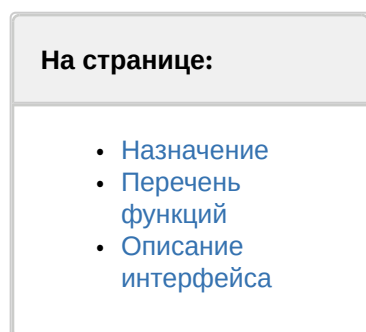 На странице:
• Назначение
• Перечень
функций
• Описание
интерфейса